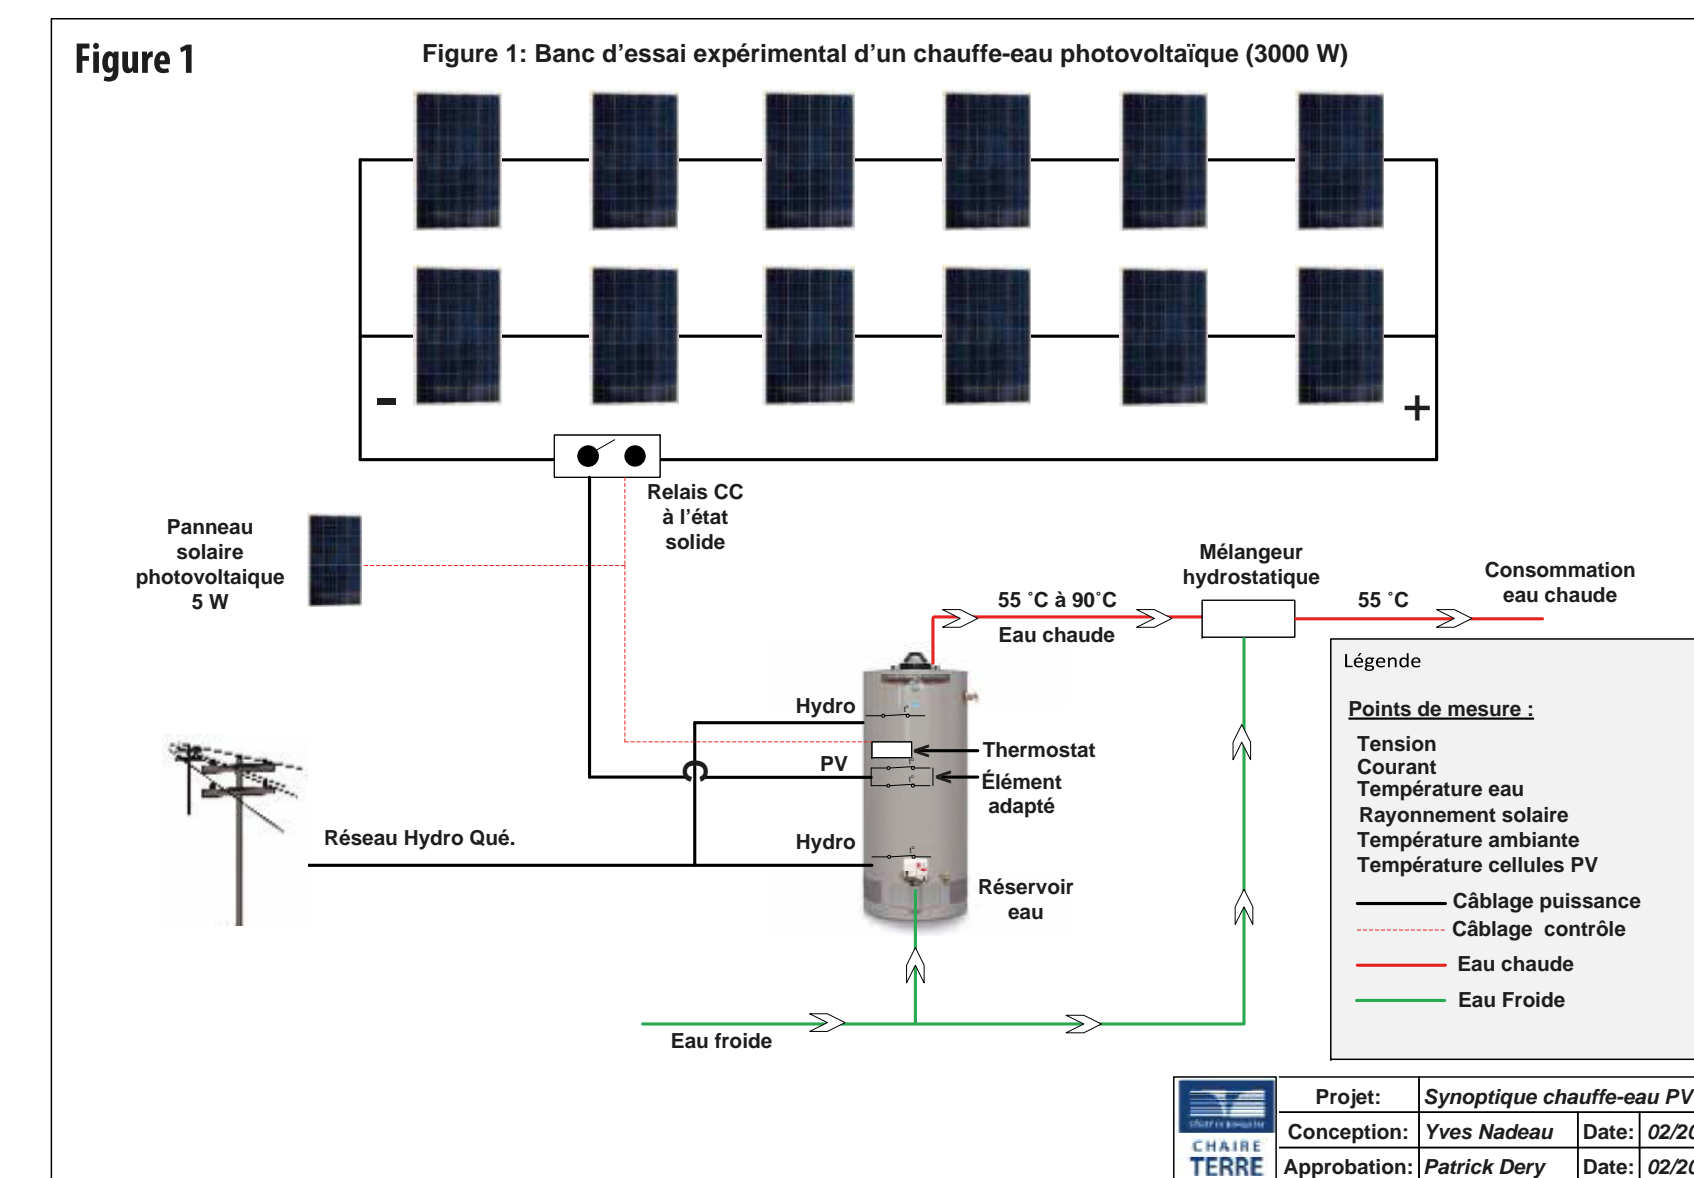 Figure 1
Figure 1: Banc d'essai expérimental d'un chauffe-eau photovoltaïque (3000 W)
-
+
Relais CC
à l'état
solide
Panneau
solaire
photovoltaique
5 W
Mélangeur
hydrostatique
Consommation
eau chaude
55 ˚C à 90˚C
55 ˚C
Eau chaude
Hydro
Thermostat
PV
Élément
adapté
Réseau Hydro Qué.
Hydro
Réservoir
eau
Eau froide
Légende
Points de mesure :
Tension
Courant
Température eau
Rayonnement solaire
Température ambiante
Température cellules PV
Câblage puissance
Câblage contrôle
Eau chaude
Eau Froide
CHAIRE
TERRE
Projet: Synoptique chauffe-eau PV
Conception: Yves Nadeau Date: 02/20
Approbation: Patrick Dery Date: 02/20